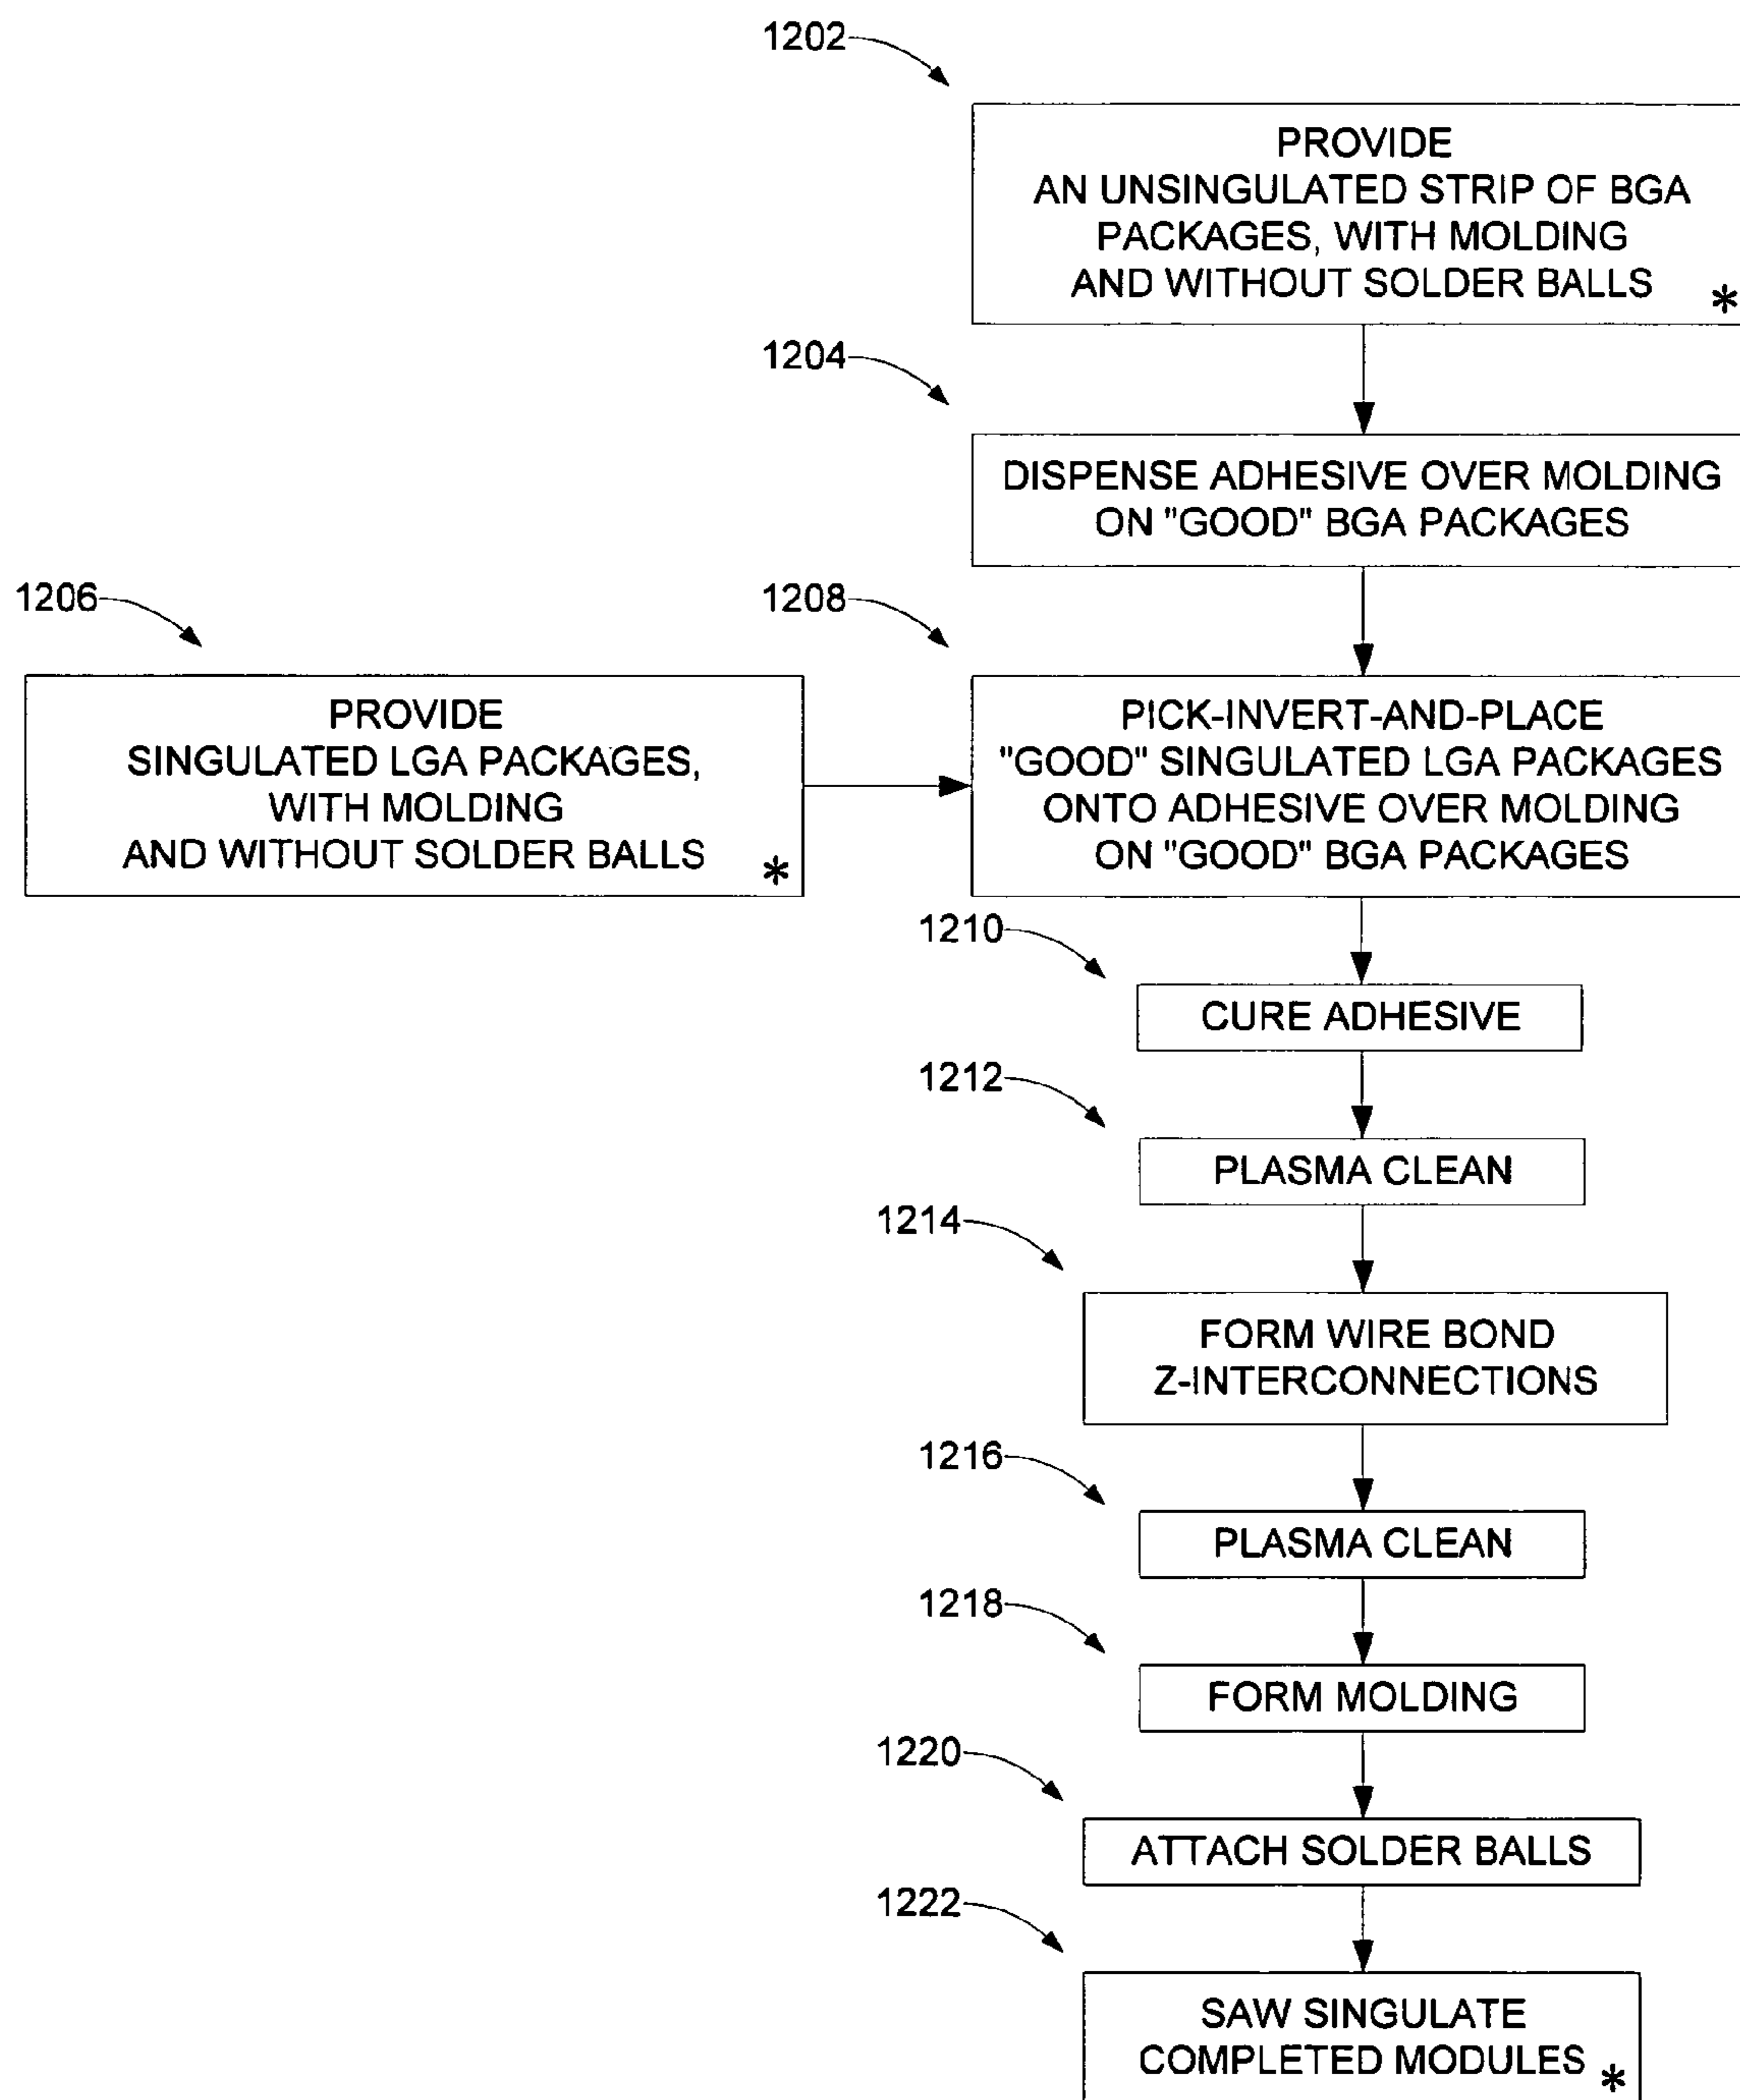 1202
PROVIDE
AN UNSINGULATED STRIP OF BGA
PACKAGES, WITH MOLDING
AND WITHOUT SOLDER BALLS
*
1204
DISPENSE ADHESIVE OVER MOLDING
ON "GOOD" BGA PACKAGES
1206
PROVIDE
SINGULATED LGA PACKAGES,
WITH MOLDING
AND WITHOUT SOLDER BALLS
*
1208
PICK-INVERT-AND-PLACE
"GOOD" SINGULATED LGA PACKAGES
ONTO ADHESIVE OVER MOLDING
ON "GOOD" BGA PACKAGES
1210
CURE ADHESIVE
1212
PLASMA CLEAN
1214
FORM WIRE BOND
Z-INTERCONNECTIONS
1216
PLASMA CLEAN
1218
FORM MOLDING
1220
ATTACH SOLDER BALLS
1222
SAW SINGULATE
COMPLETED MODULES
*